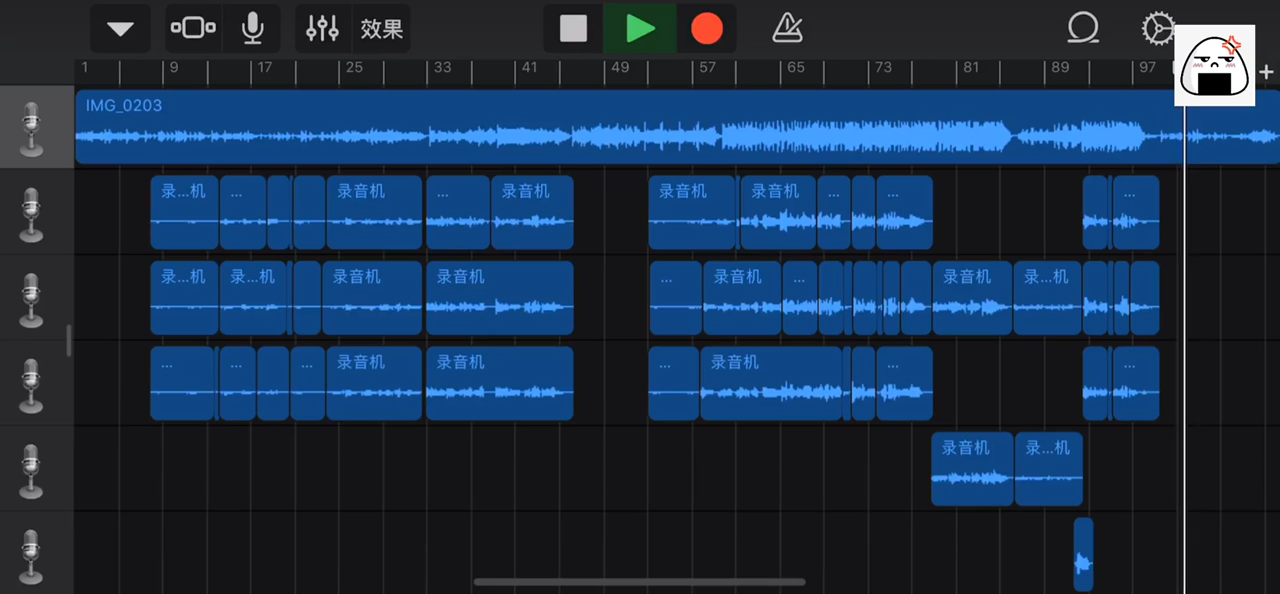 效果
1 9 17 25 33 41 49 57 65 73 81 89 97
IMG_0203
录...机 ... 录音机 ... 录音机 录音机 录音机 ... ... ...
录...机 录...机 录音机 录音机 ... 录音机 ... 录音机 录...机 ...
... ... ... 录音机 录音机 ... 录音机 ... ...
录音机 录...机